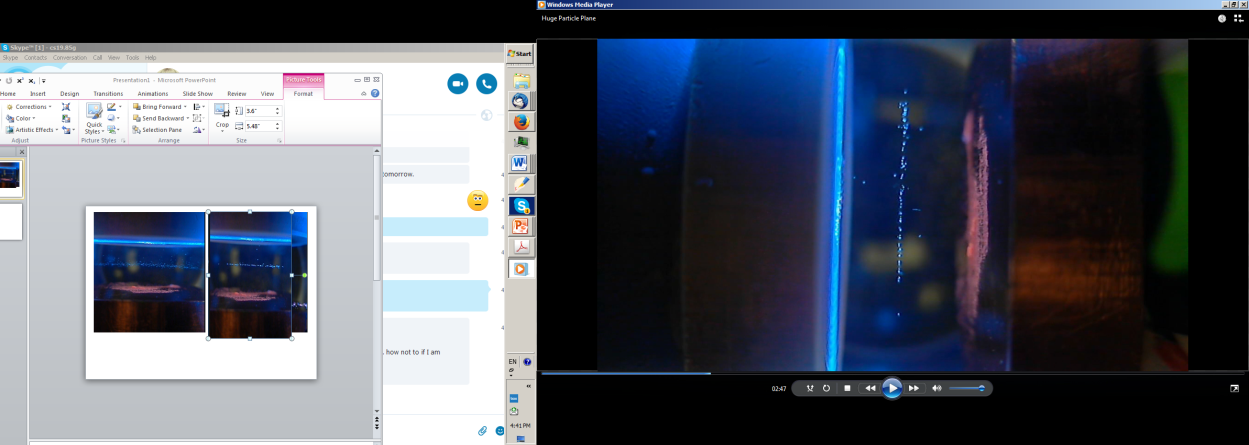 Skype™ [1] - cs19.85g
Skype Contacts Conversation Call View Tools Help
Presentation1 - Microsoft PowerPoint
Picture Tools
Home Insert Design Transitions Animations Slide Show Review View Format
Corrections
Color
Artistic Effects
Adjust
Quick Styles
Picture Styles
Bring Forward
Send Backward
Selection Pane
Arrange
Crop
3.6"
5.48"
Size
tomorrow.
, how not to if I am
Start
EN
4:41 PM
Windows Media Player
Huge Particle Plane
02:47